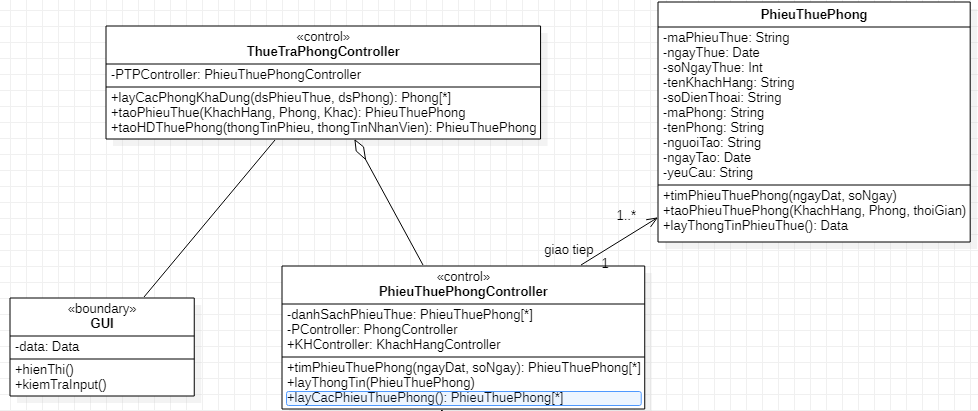 «control»
ThueTraPhongController
-PTPController: PhieuThuePhongController
+layCacPhongKhaDung(dsPhieuThue, dsPhong): Phong[*]
+taoPhieuThue(KhachHang, Phong, Khac): PhieuThuePhong
+taoHDThuePhong(thongTinPhieu, thongTinNhanVien): PhieuThuePhong
PhieuThuePhong
-maPhieuThue: String
-ngayThue: Date
-soNgayThue: Int
-tenKhachHang: String
-soDienThoai: String
-maPhong: String
-tenPhong: String
-nguoiTao: String
-ngayTao: Date
-yeuCau: String
+timPhieuThuePhong(ngayDat, soNgay)
+taoPhieuThuePhong(KhachHang, Phong, thoiGian)
+layThongTinPhieuThue(): Data
1..*
giao tiep
1
«boundary»
GUI
-data: Data
+hienThi()
+kiemTraInput()
«control»
PhieuThuePhongController
-danhSachPhieuThue: PhieuThuePhong[*]
-PController: PhongController
+KHController: KhachHangController
+timPhieuThuePhong(ngayDat, soNgay): PhieuThuePhong[*]
+layThongTin(PhieuThuePhong)
+layCacPhieuThuePhong(): PhieuThuePhong[*]